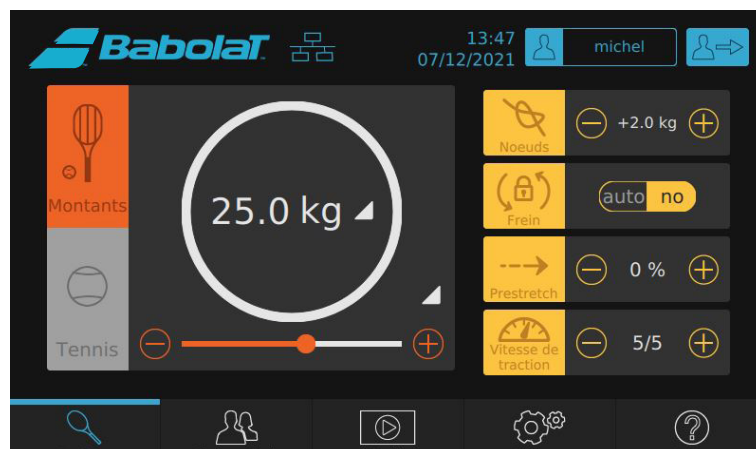 BabolaT
13:47
07/12/2021
michel
Montants
25.0 kg
Tennis
Noeuds
+2.0 kg
Frein
auto no
Prestretch
0 %
Vitesse de
traction
5/5